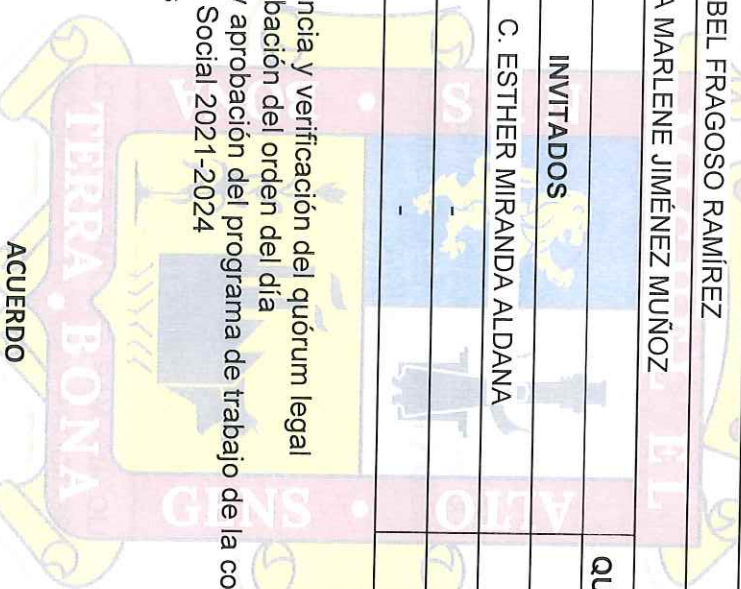 BEL FRAGOSO RAMÍREZ
A MARLENE JIMÉNEZ MUÑOZ
QU
INVITADOS
C. ESTHER MIRANDA ALDANA
-
-
ncia y verificación del quórum legal
bación del orden del día
y aprobación del programa de trabajo de la co
Social 2021-2024
ACUERDO
EL
ALTO
GENS
BONA
TERRA • BONA